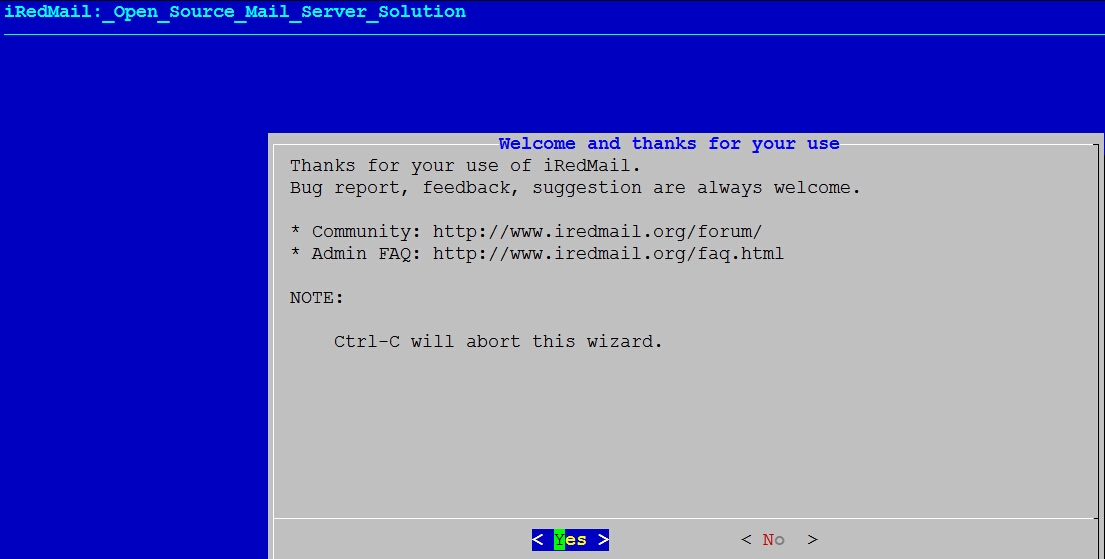 iRedMail:_Open_Source_Mail_Server_Solution
Welcome and thanks for your use
Thanks for your use of iRedMail.
Bug report, feedback, suggestion are always welcome.
* Community: http://www.iredmail.org/forum/
* Admin FAQ: http://www.iredmail.org/faq.html
NOTE:
Ctrl-C will abort this wizard.
< Yes > < No >